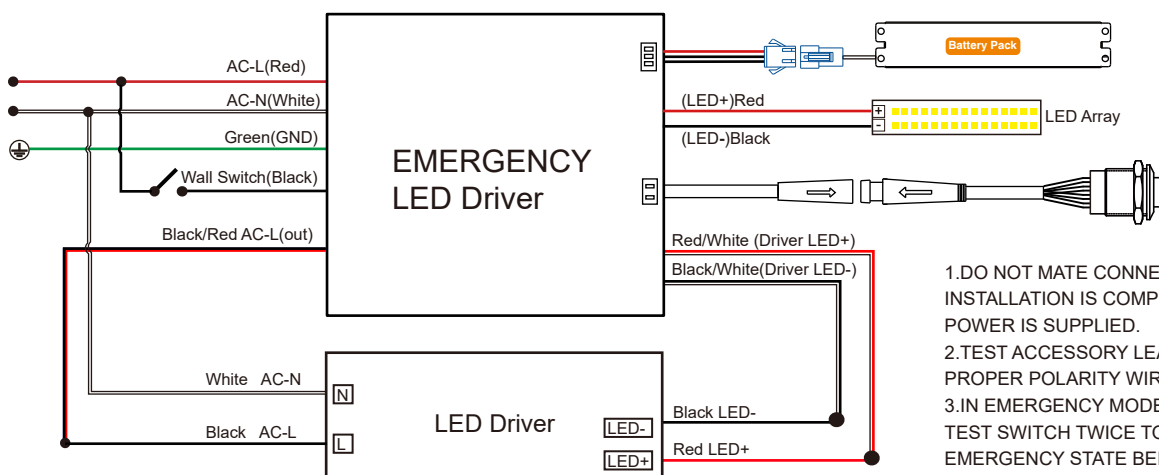 AC-L(Red)
AC-N(White)
Green(GND)
Wall Switch(Black)
Black/Red AC-L(out)
EMERGENCY
LED Driver
Battery Pack
(LED+)Red
(LED-)Black
+
-
LED Array
Red/White (Driver LED+)
Black/White(Driver LED-)
White AC-N
N
Black AC-L
L
LED Driver
LED-
Black LED-
LED+
Red LED+
1.DO NOT MATE CONNE
INSTALLATION IS COMP
POWER IS SUPPLIED.
2.TEST ACCESSORY LEA
PROPER POLARITY WIR
3.IN EMERGENCY MODE
TEST SWITCH TWICE TO
EMERGENCY STATE BE